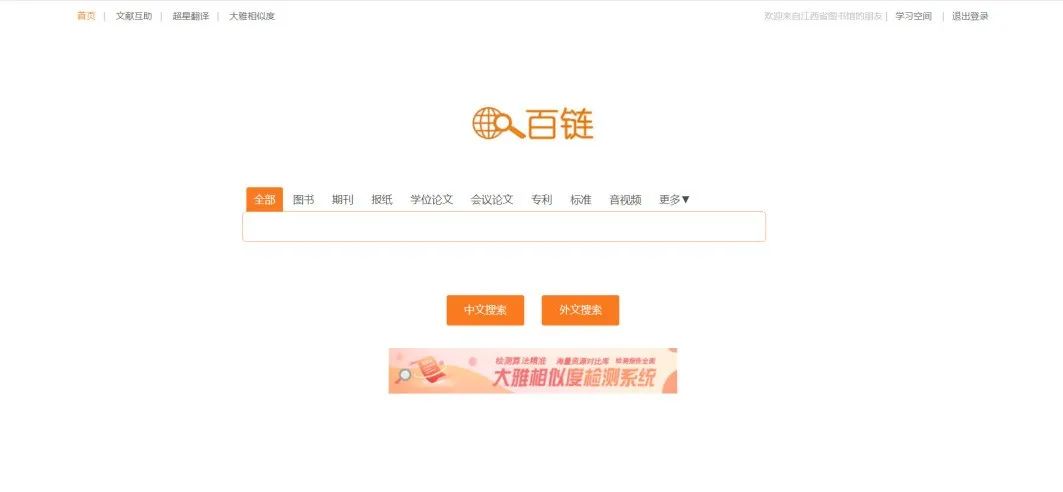 首页 | 文献互助 | 超星翻译 | 大雅相似度 欢迎来自江西省图书馆的朋友 | 学习空间 | 退出登录
百链
全部 图书 期刊 报纸 学位论文 会议论文 专利 标准 音视频 更多▼
中文搜索 外文搜索
检测算法精准 海量资源对比库 检测报告全面
大雅相似度检测系统